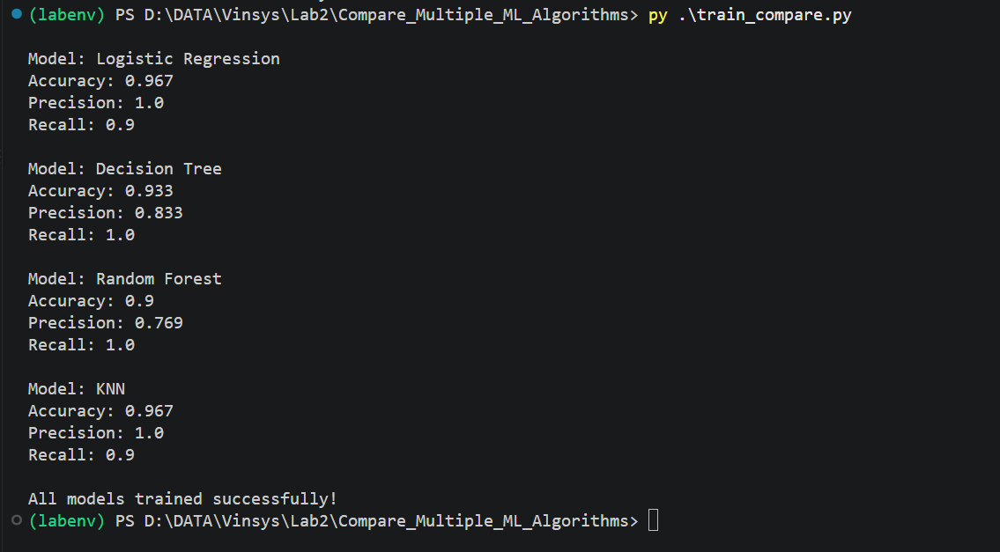 (labenv) PS D:\DATA\Vinsys\Lab2\Compare_Multiple_ML_Algorithms> py .\train_compare.py
Model: Logistic Regression
Accuracy: 0.967
Precision: 1.0
Recall: 0.9
Model: Decision Tree
Accuracy: 0.933
Precision: 0.833
Recall: 1.0
Model: Random Forest
Accuracy: 0.9
Precision: 0.769
Recall: 1.0
Model: KNN
Accuracy: 0.967
Precision: 1.0
Recall: 0.9
All models trained successfully!
(labenv) PS D:\DATA\Vinsys\Lab2\Compare_Multiple_ML_Algorithms>